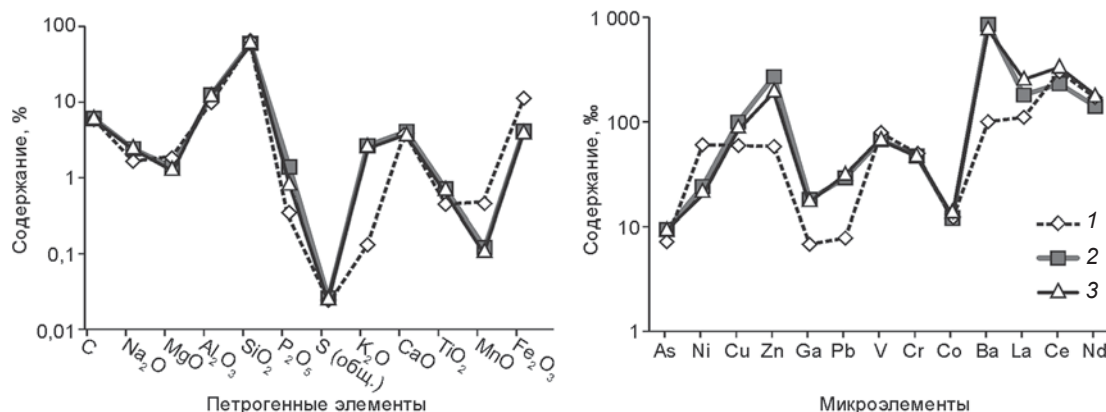 Содержание, %
100
10
1
0,1
0,01
C
Na₂O
MgO
Al₂O₃
SiO₂
P₂O₅
S (общ.)
K₂O
CaO
TiO₂
MnO
Fe₂O₃
Петрогенные элементы
Содержание, ‰
1 000
100
10
1
As Ni Cu Zn Ga Pb V Cr Co Ba La Ce Nd
Микроэлементы
1
2
3